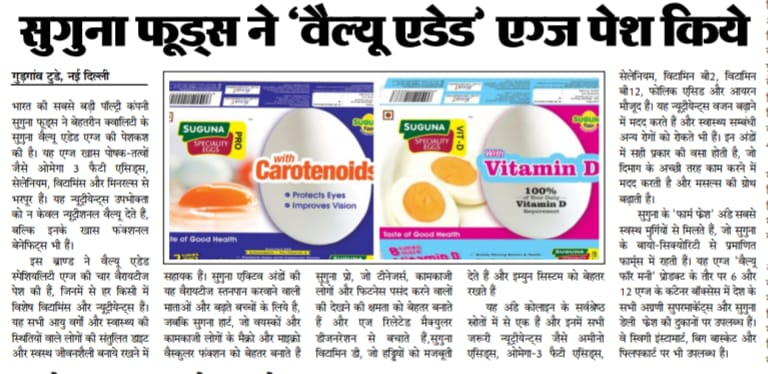 सुगुना फूड्स ने ‘वैल्यू एडेड’ एग्ज पेश किये
गुड़गांव टुडे, नई दिल्ली
भारत की सबसे बड़ी पॉल्ट्री कंपनी
सुगुना फूड्स ने बेहतरीन क्वालिटी के
सुगुना वैल्यू एडेड एग्ज की पेशकश
की है। यह एग्ज खास पोषक-तत्वों
जैसे ओमेगा 3 फैटी एसिड्स,
सेलेनियम, विटामिंस और मिनरल्स से
भरपूर है। यह न्यूट्रीयेन्ट्स उपभोक्ता
को न केवल न्यूट्रीशनल वैल्यू देते है,
बल्कि इनके खास फंक्शनल
बेनेफिट्स भी हैं।
इस ब्राण्ड ने वैल्यू एडेड
स्पेशियलिटी एग्ज की चार वैरायटीज
पेश की है, जिनमें से हर किसी में
विशेष विटामिंस और न्यूट्रीयेन्ट्स हैं।
यह सभी आयु वर्गो और स्वास्थ्य की
स्थितियों वाले लोगों की संतुलित डाइट
और स्वस्थ जीवनशैली बनाये रखने में
SUGUNA
SPECIALITY
EGGS
PRO
with
Carotenoids
Protects Eyes
Improves Vision
te of Good Health
SUGUNA
SPECIALITY
EGGS
VIT-D
with
Vitamin D
100%
of Your Daily
Vitamin D
Requirement
Taste of Good Health
सहायक है। सुगुना एक्टिव अंडों की
यह वैरायटीज स्तनपान करवाने वाली
माताओं और बढ़ते बच्चों के लिये है,
जबकि सुगुना हार्ट, जो वयस्कों और
कामकाजी लोगों के मैक्रो और माइक्रो
वैस्कुलर फंक्शन को बेहतर बनाते है
सुगुना प्रो, जो टीनेजर्स, कामकाजी
लोगों और फिटनेस पसंद करने वालों
की देखने की क्षमता को बेहतर बनाते
हैं और एज रिलेटेड मैक्युलर
डीजनरेशन से बचाते हैं,सुगुना
विटामिन डी, जो हड्डियों को मजबूती
देते है और इम्युन सिस्टम को बेहतर
रखते है
यह अंडे कोलाइन के सर्वश्रेष्ठ
स्रोतों में से एक हैं और इनमें सभी
जरुरी न्यूट्रीयेन्ट्स जैसे अमीनो
एसिड्स, ओमेगा-3 फैटी एसिड्स,
सेलेनियम, विटामिन बी2, विटामिन
बी12, फोलिक एसिड और आयरन
मौजूद है। यह न्यूट्रीयेन्ट्स वजन बढ़ाने
में मदद करते हैं और स्वास्थ्य सम्बंधी
अन्य रोगों को रोकते भी है। इन अंडों
में सही प्रकार की वसा होती है, जो
दिमाग के अच्छी तरह काम करने में
मदद करती है और मसल्स की ग्रोथ
बढ़ाती है।
सुगुना के 'फार्म फ्रेश' अंडे सबसे
स्वस्थ मुर्गियों से मिलते है, जो सुगुना
के बायो-सिक्योरिटी से प्रमाणित
फार्म्स में रहती हैं। यह एग्ज 'वैल्यू
फॉर मनी' प्रोडक्ट के तौर पर 6 और
12 एग्ज के कटेनर बॉक्सेस में देश के
सभी अग्रणी सुपरमार्केट्स और सुगुना
डेली फ्रेश की दुकानों पर उपलब्ध हैं।
वे स्विगी इंस्टामार्ट, बिग बास्केट और
फ्लिपकार्ट पर भी उपलब्ध है।